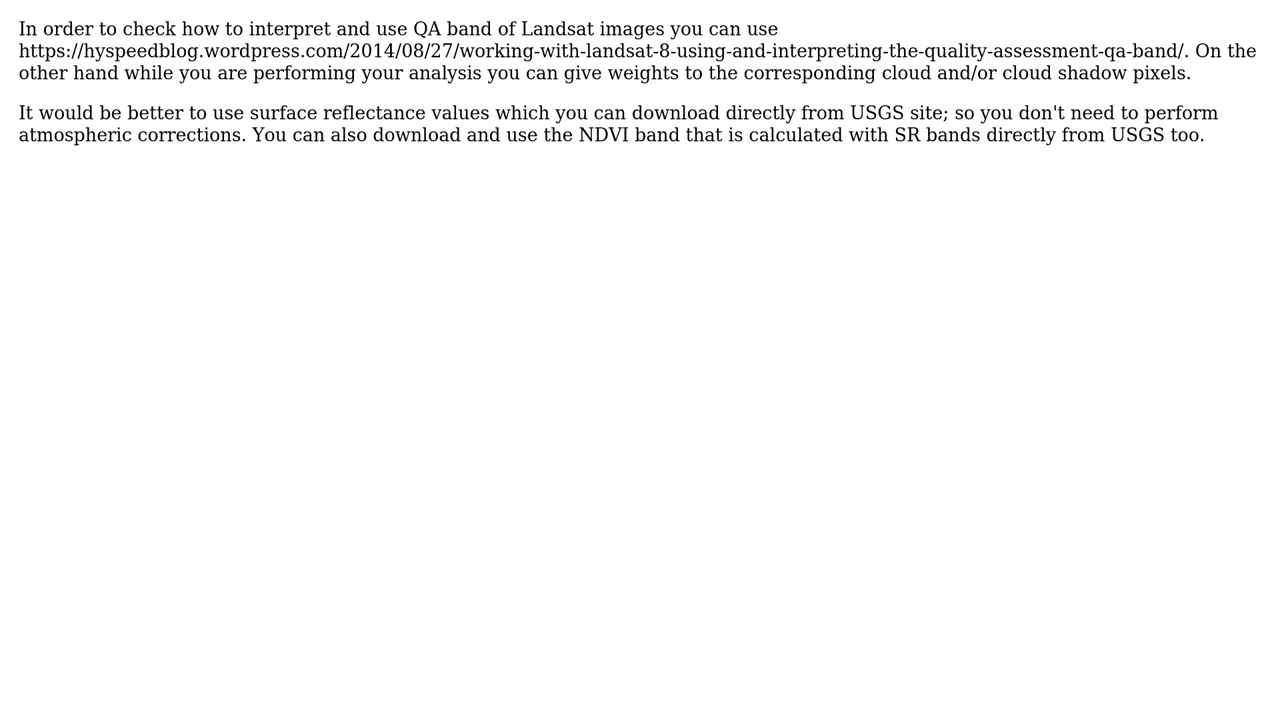 In order to check how to interpret and use QA band of Landsat images you can use
https://hyspeedblog.wordpress.com/2014/08/27/working-with-landsat-8-using-and-interpreting-the-quality-assessment-qa-band/. On the
other hand while you are performing your analysis you can give weights to the corresponding cloud and/or cloud shadow pixels.
It would be better to use surface reflectance values which you can download directly from USGS site; so you don't need to perform
atmospheric corrections. You can also download and use the NDVI band that is calculated with SR bands directly from USGS too.